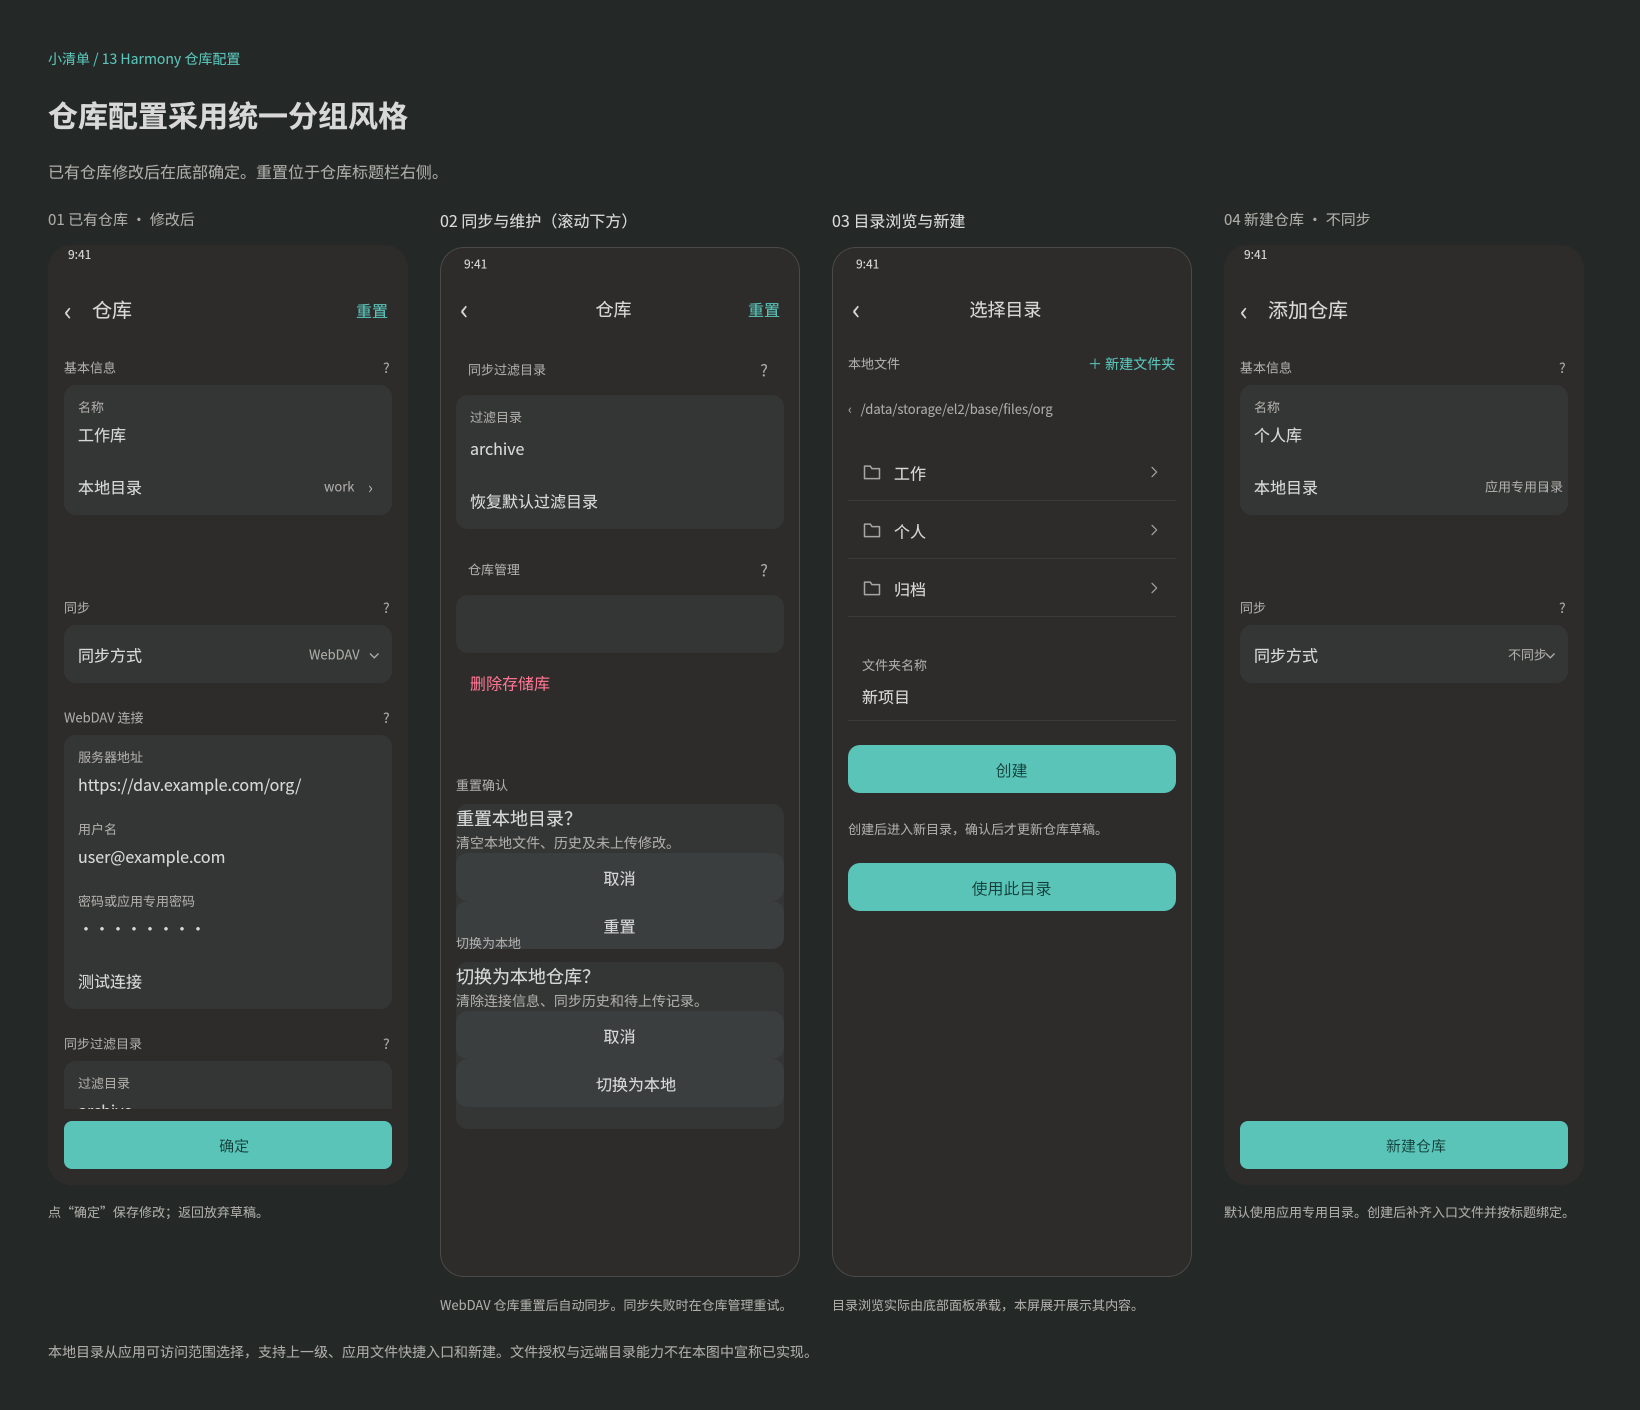 小清单 / 13 Harmony 仓库配置
仓库配置采用统一分组风格
已有仓库修改后在底部确定。重置位于仓库标题栏右侧。
01 已有仓库 · 修改后
9:41
‹ 仓库 重置
基本信息 ?
名称
工作库
本地目录 work ›
同步 ?
同步方式 WebDAV
WebDAV 连接 ?
服务器地址
https://dav.example.com/org/
用户名
user@example.com
密码或应用专用密码
········
测试连接
同步过滤目录 ?
过滤目录
archive
确定
点“确定”保存修改；返回放弃草稿。
02 同步与维护（滚动下方）
9:41
‹ 仓库 重置
同步过滤目录 ?
过滤目录
archive
恢复默认过滤目录
仓库管理 ?
删除存储库
重置确认
重置本地目录？
清空本地文件、历史及未上传修改。
取消
重置
切换为本地
切换为本地仓库？
清除连接信息、同步历史和待上传记录。
取消
切换为本地
WebDAV 仓库重置后自动同步。同步失败时在仓库管理重试。
03 目录浏览与新建
9:41
‹ 选择目录
本地文件 ＋ 新建文件夹
‹ /data/storage/el2/base/files/org
工作
个人
归档
文件夹名称
新项目
创建
创建后进入新目录，确认后才更新仓库草稿。
使用此目录
目录浏览实际由底部面板承载，本屏展开展示其内容。
04 新建仓库 · 不同步
9:41
‹ 添加仓库
基本信息 ?
名称
个人库
本地目录 应用专用目录
同步 ?
同步方式 不同步
新建仓库
默认使用应用专用目录。创建后补齐入口文件并按标题绑定。
本地目录从应用可访问范围选择，支持上一级、应用文件快捷入口和新建。文件授权与远端目录能力不在本图中宣称已实现。